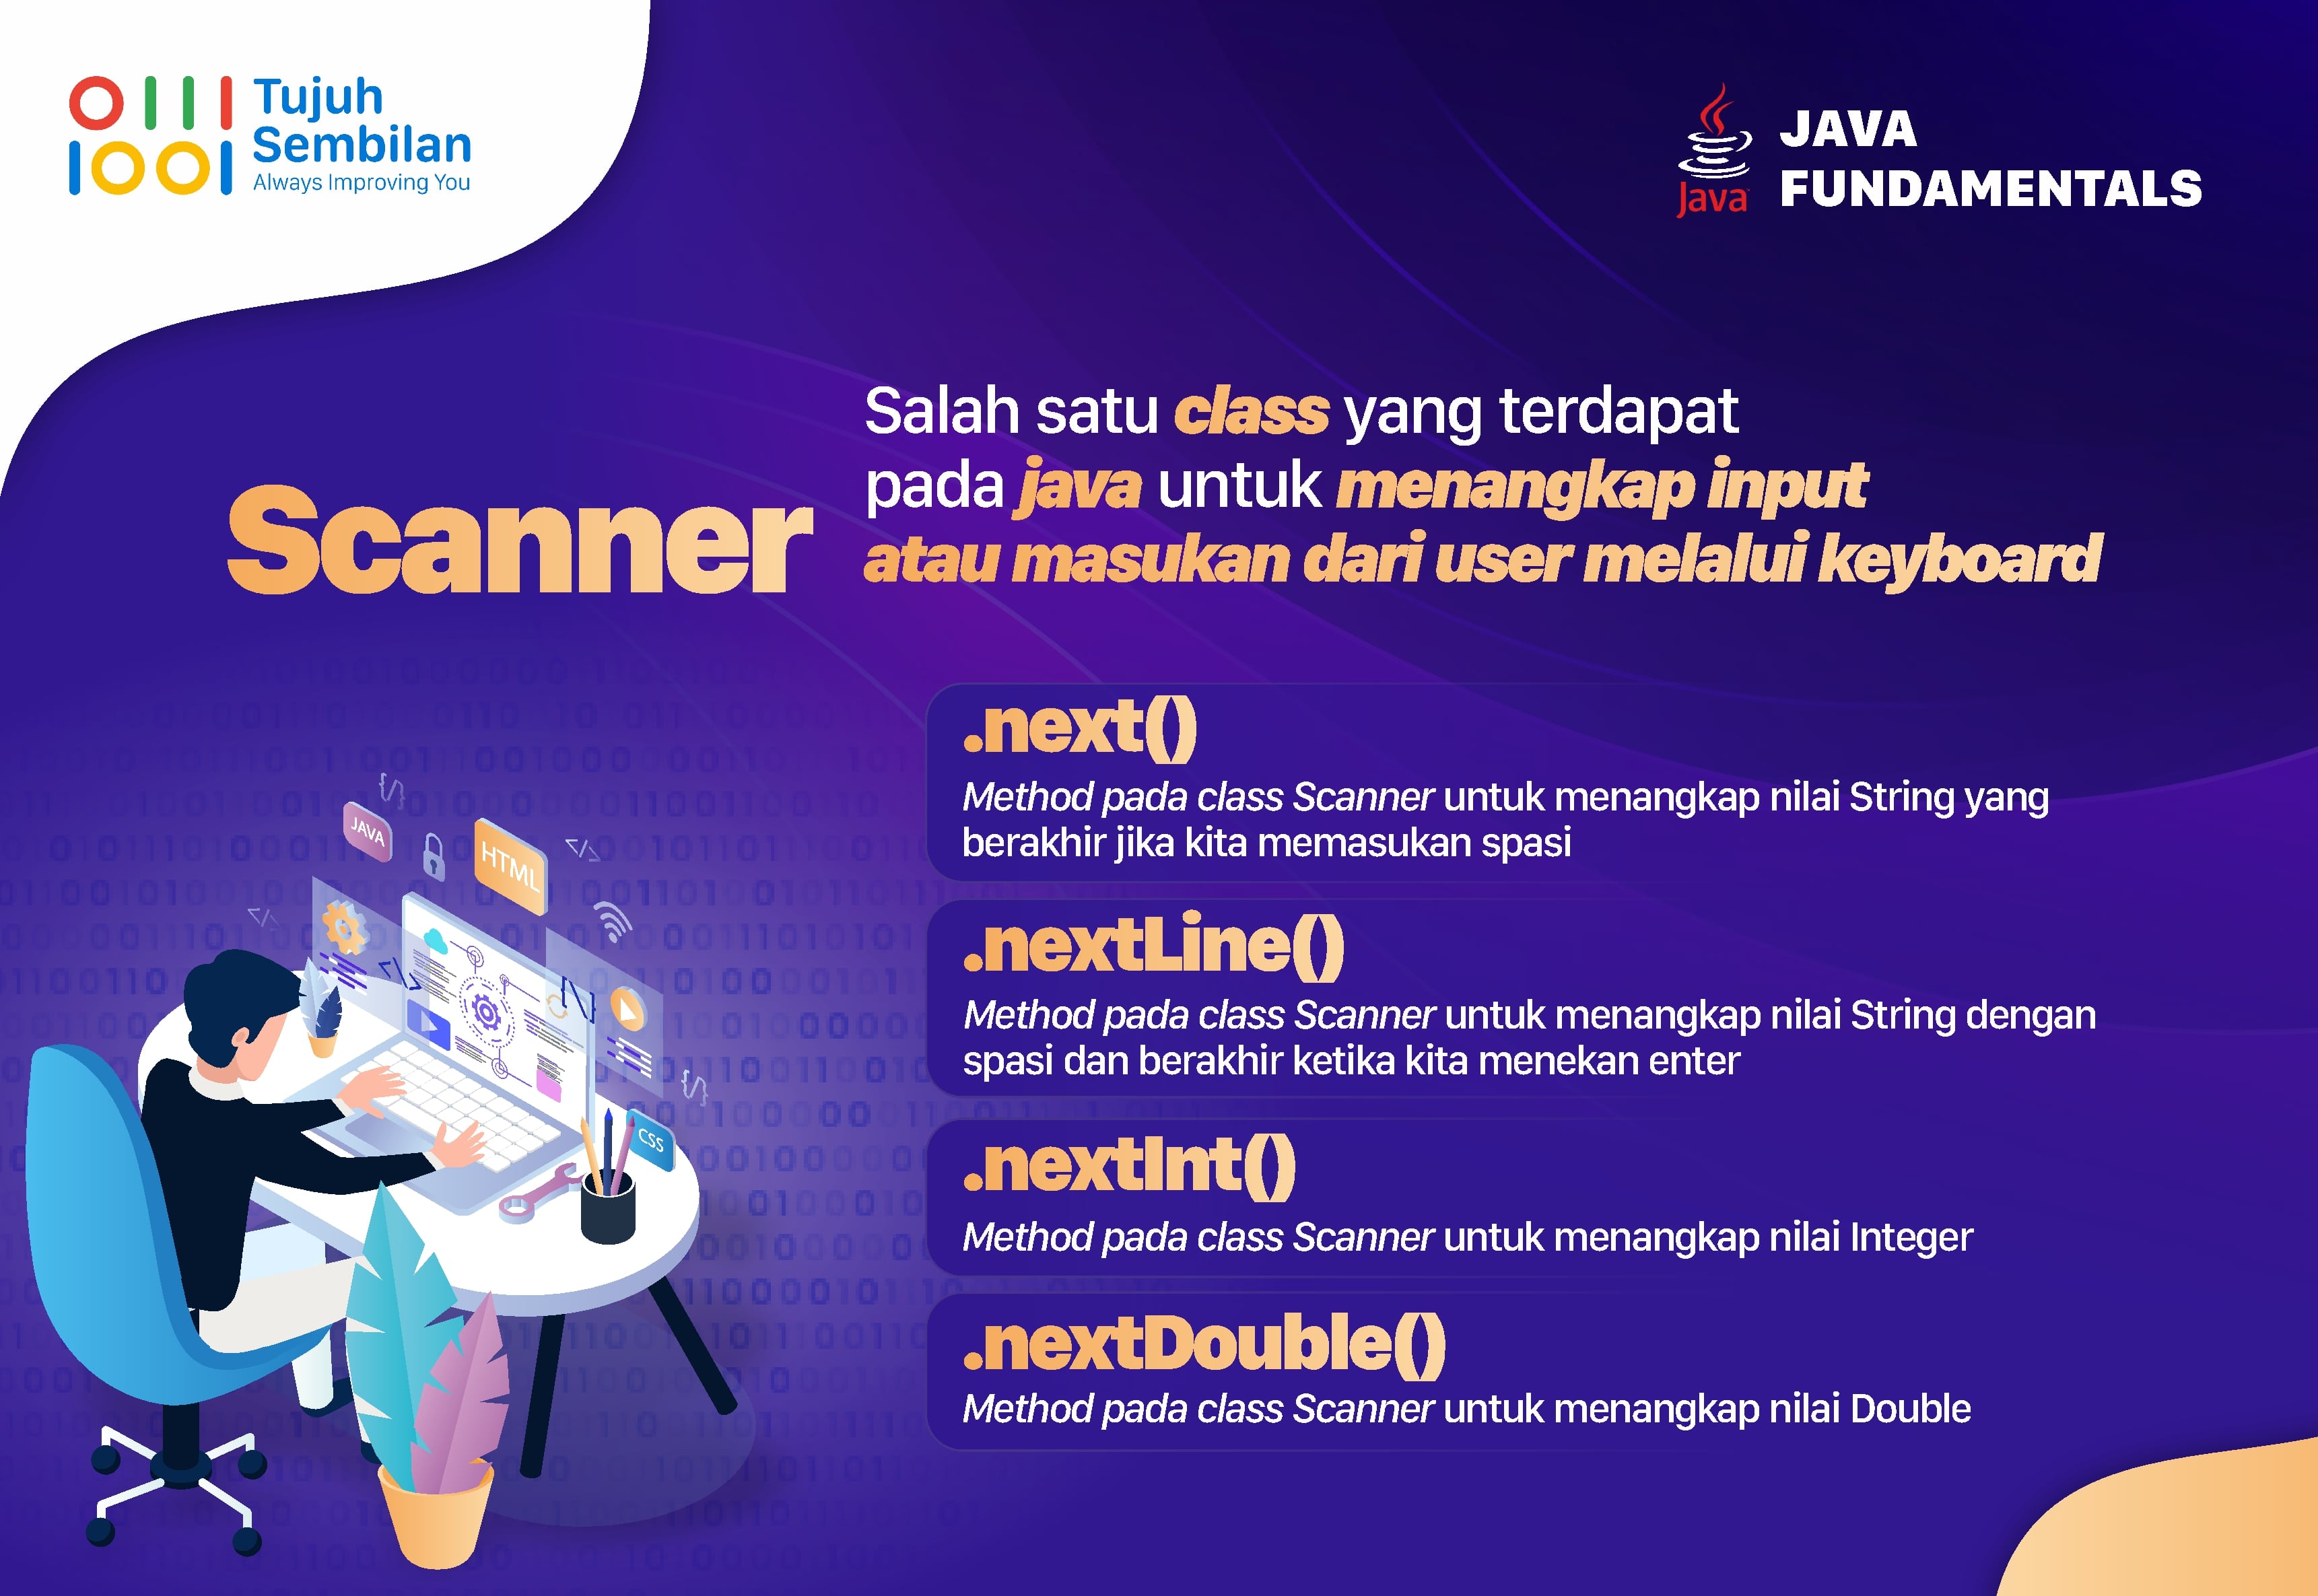 Tujuh
Sembilan
Always Improving You
Java
JAVA
FUNDAMENTALS
Scanner
Salah satu class yang terdapat
pada java untuk menangkap input
atau masukan dari user melalui keyboard
.next()
Method pada class Scanner untuk menangkap nilai String yang
berakhir jika kita memasukan spasi
.nextLine()
Method pada class Scanner untuk menangkap nilai String dengan
spasi dan berakhir ketika kita menekan enter
.nextInt()
Method pada class Scanner untuk menangkap nilai Integer
.nextDouble()
Method pada class Scanner untuk menangkap nilai Double
JAVA
HTML
CSS